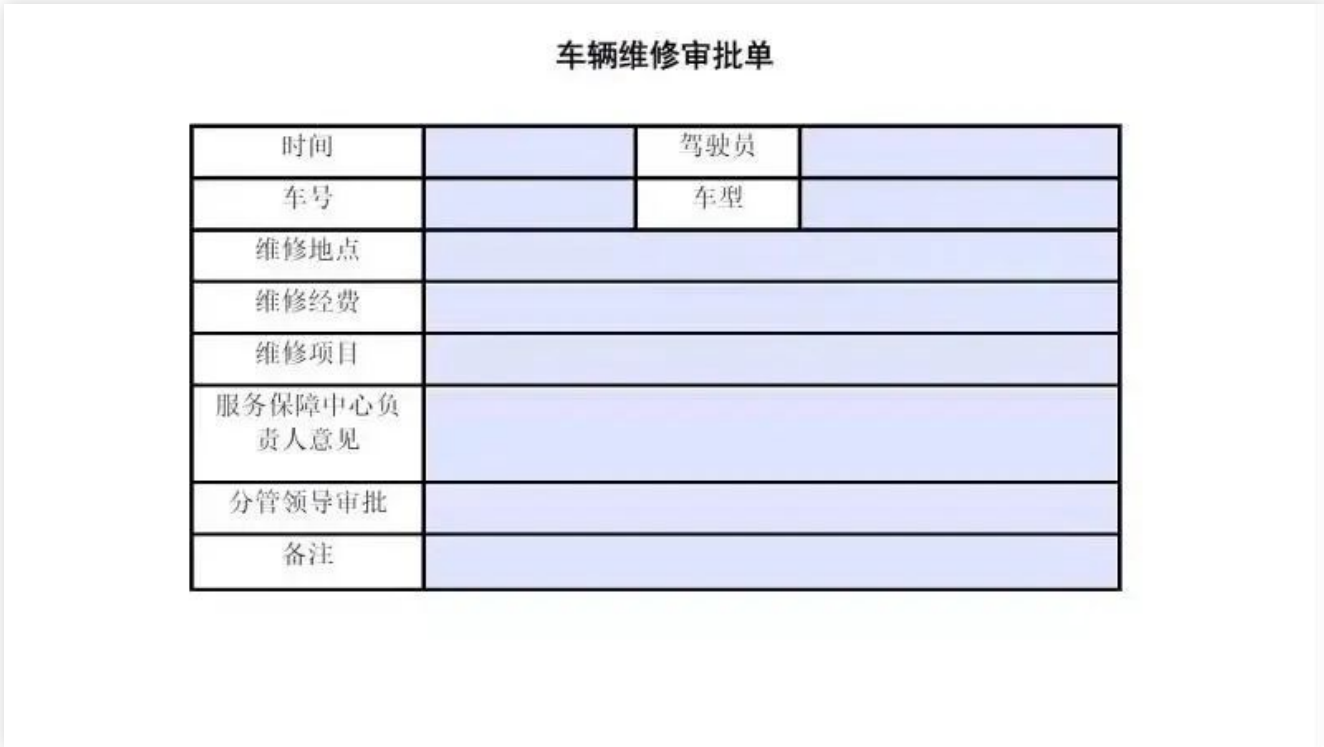 车辆维修审批单
时间 驾驶员
车号 车型
维修地点
维修经费
维修项目
服务保障中心负
责人意见
分管领导审批
备注